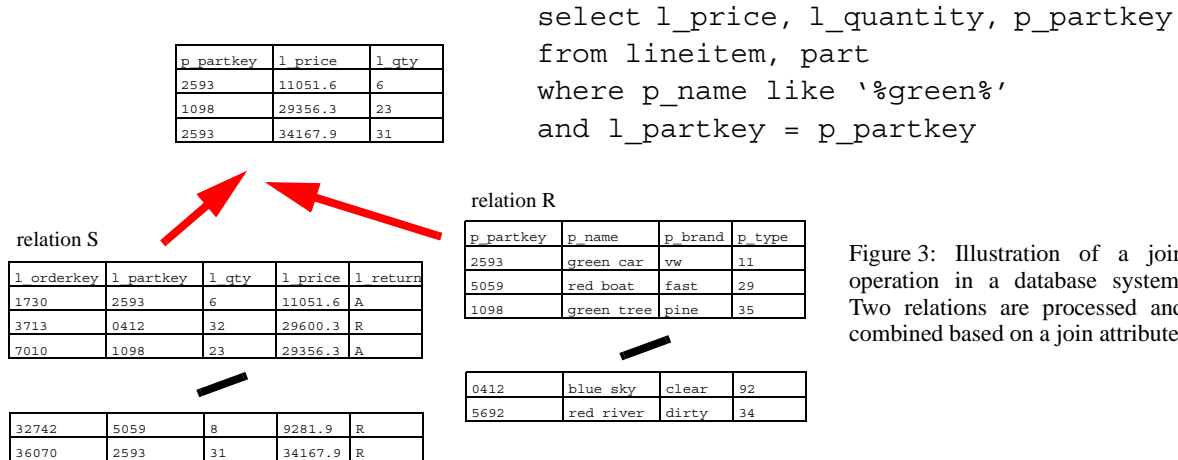 select l_price, l_quantity, p_partkey
from lineitem, part
where p_name like ‘%green%’
and l_partkey = p_partkey
p_partkey l_price l_qty
2593 11051.6 6
1098 29356.3 23
2593 34167.9 31
relation S
l_orderkey l_partkey l_qty l_price l_return
1730 2593 6 11051.6 A
3713 0412 32 29600.3 R
7010 1098 23 29356.3 A
32742 5059 8 9281.9 R
36070 2593 31 34167.9 R
relation R
p_partkey p_name p_brand p_type
2593 green car vw 11
5059 red boat fast 29
1098 green tree pine 35
0412 blue sky clear 92
5692 red river dirty 34
Figure 3: Illustration of a join
operation in a database system
Two relations are processed and
combined based on a join attribute